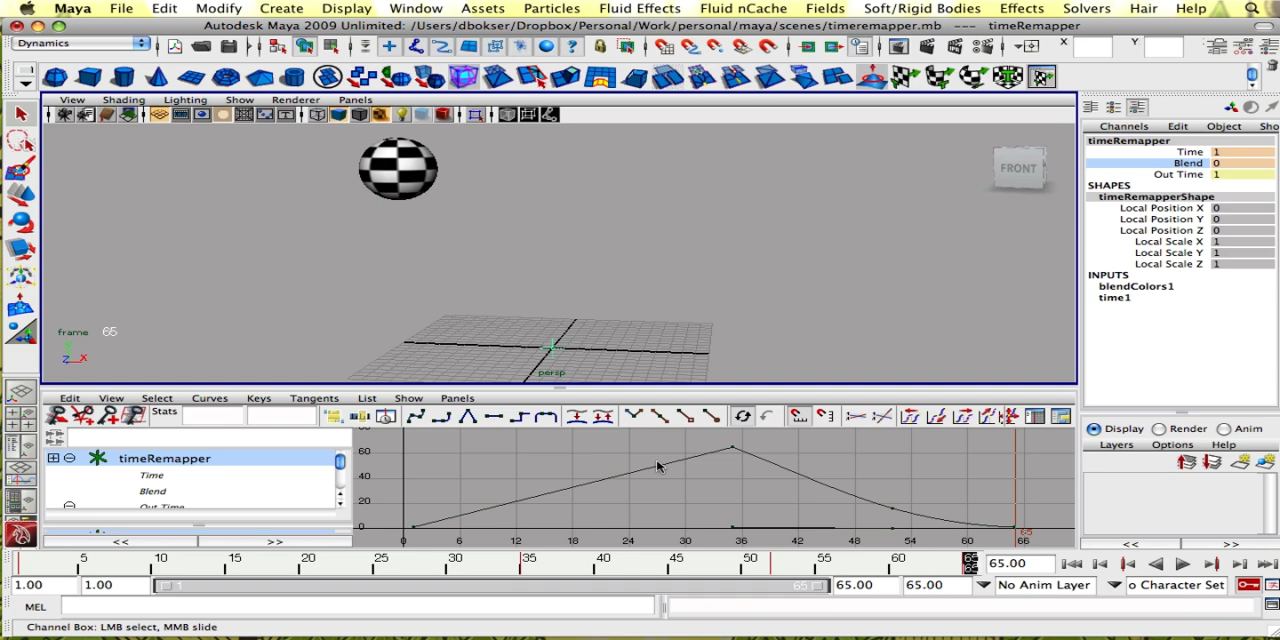 Maya File Edit Modify Create Display Window Assets Particles Fluid Effects Fluid nCache Fields Soft/Rigid Bodies Effects Solvers Hair Help
Autodesk Maya 2009 Unlimited: /Users/dbokser/Dropbox/Personal/Work/personal/maya/scenes/timeremapper.mb --- timeRemapper
Dynamics X Y
View Shading Lighting Show Renderer Panels
Channels Edit Object Sho
timeRemapper
Time 1
Blend 0
Out Time 1
SHAPES
timeRemapperShape
Local Position X 0
Local Position Y 0
Local Position Z 0
Local Scale X 1
Local Scale Y 1
Local Scale Z 1
INPUTS
blendColors1
time1
FRONT
frame 65
Z X
persp
Edit View Select Curves Keys Tangents List Show Panels
Stats
timeRemapper
Time
Blend
Out Time
<< >>
60
40
20
0
0 6 12 18 24 30 36 42 48 54 60 66
65
Display Render Anim
Layers Options Help
<< >>
5 10 15 20 25 30 35 40 45 50 55 60 65
65.00
1.00 1.00 1 65 65.00 65.00 No Anim Layer o Character Set
MEL
Channel Box: LMB select, MMB slide